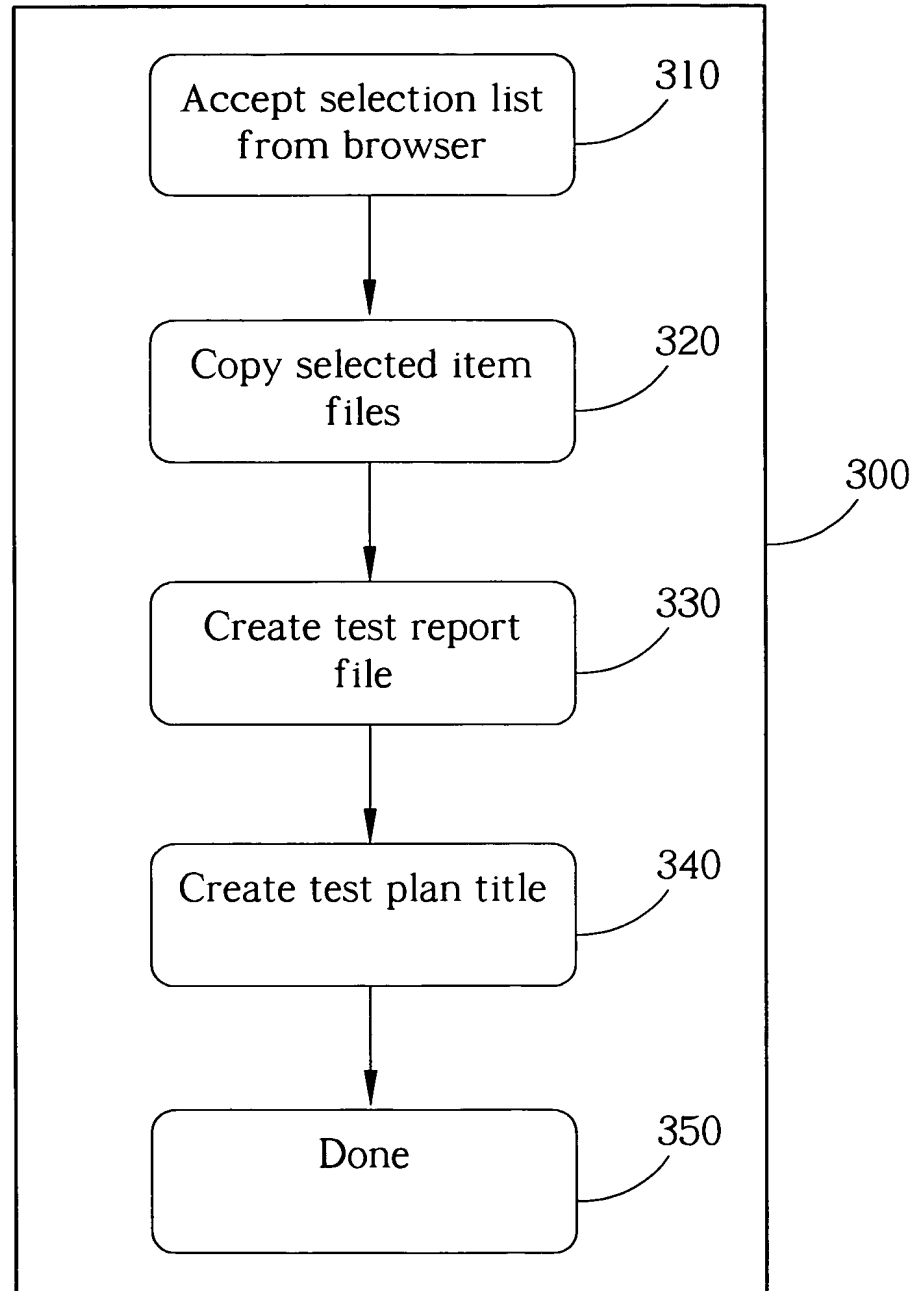 Accept selection list
from browser
310
Copy selected item
files
320
300
Create test report
file
330
Create test plan title
340
Done
350